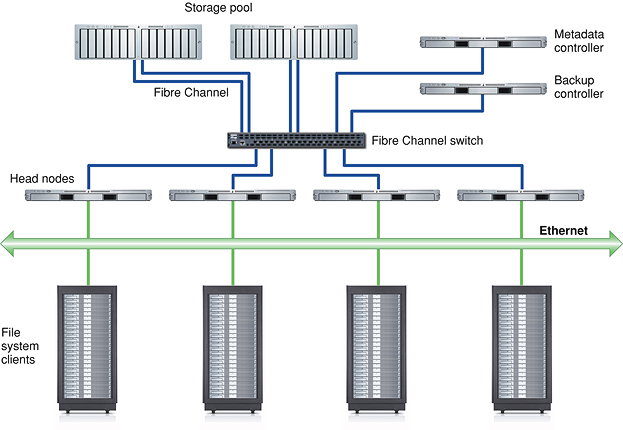 Storage pool
Metadata
controller
Fibre Channel
Backup
controller
Fibre Channel switch
Head nodes
Ethernet
File
system
clients